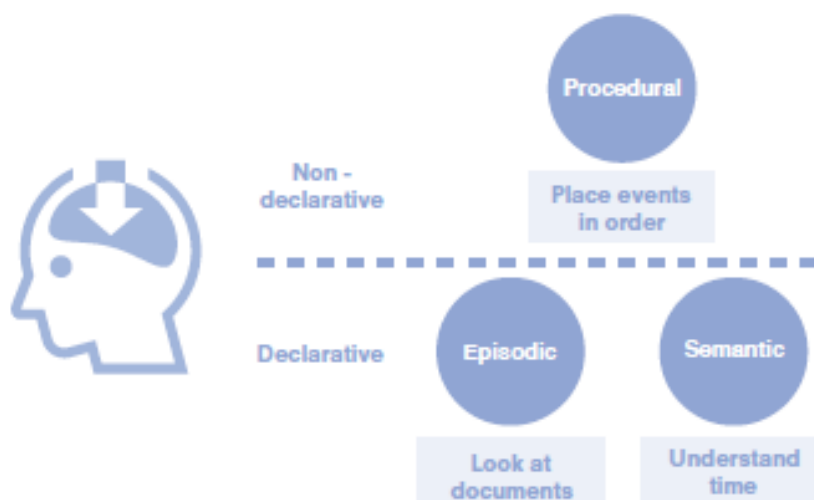 Procedural
Non -
declarative
Place events
in order
Declarative
Episodic
Semantic
Look at
documents
Understand
time